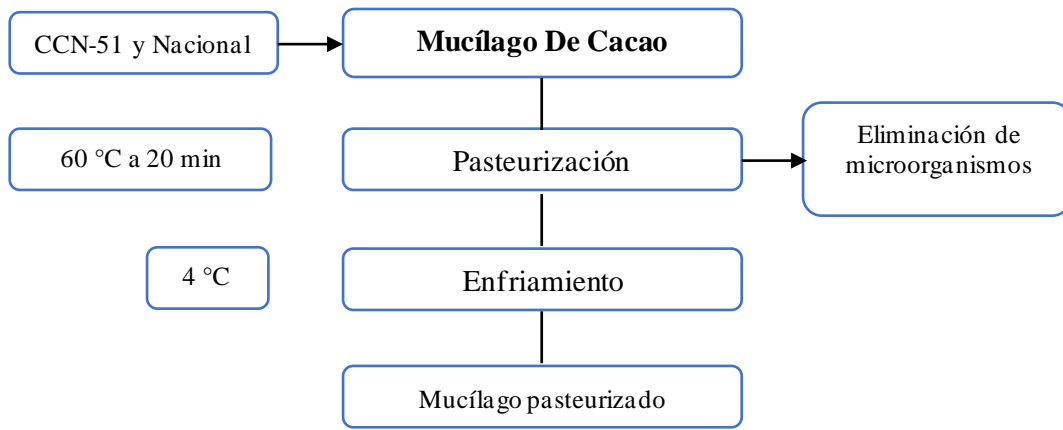 CCN-51 y Nacional
Mucílago De Cacao
60 °C a 20 min
Pasteurización
Eliminación de
microorganismos
4 °C
Enfriamiento
Mucílago pasteurizado